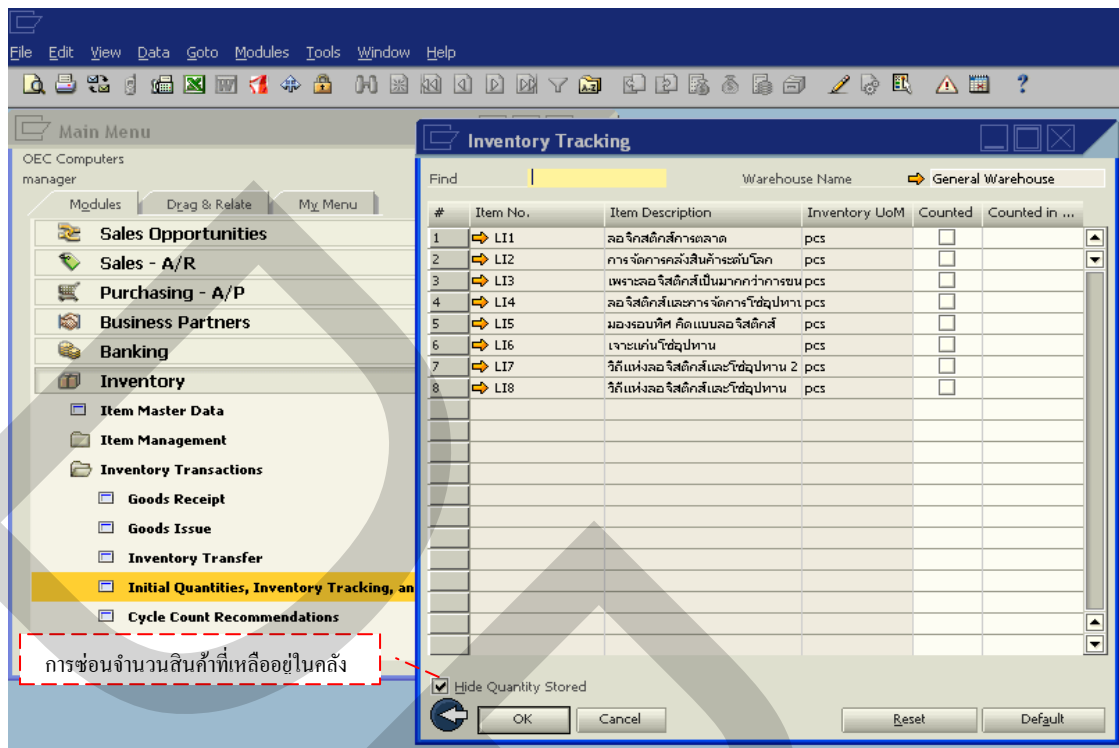 File Edit View Data Goto Modules Tools Window Help
Main Menu
OEC Computers
manager
Modules Drag & Relate My Menu
Sales Opportunities
Sales - A/R
Purchasing - A/P
Business Partners
Banking
Inventory
Item Master Data
Item Management
Inventory Transactions
Goods Receipt
Goods Issue
Inventory Transfer
Initial Quantities, Inventory Tracking, an
Cycle Count Recommendations
การซ่อนจำนวนสินค้าที่เหลืออยู่ในคลัง
Inventory Tracking
Find Warehouse Name General Warehouse
# Item No. Item Description Inventory UoM Counted Counted in ...
1 LI1 ลอจิกสติกส์การตลาด pcs
2 LI2 การจัดการคลังสินค้าระดับโลก pcs
3 LI3 เพราะลอจิสติกส์เป็นมากกว่าการขน pcs
4 LI4 ลอจิสติกส์และการจัดการโซ่อุปทาน pcs
5 LI5 มองรอบทิศ คิดแบบลอจิสติกส์ pcs
6 LI6 เจาะแก่นโซ่อุปทาน pcs
7 LI7 วิถีแห่งลอจิสติกส์และโซ่อุปทาน 2 pcs
8 LI8 วิถีแห่งลอจิสติกส์และโซ่อุปทาน pcs
Hide Quantity Stored
OK Cancel Reset Default